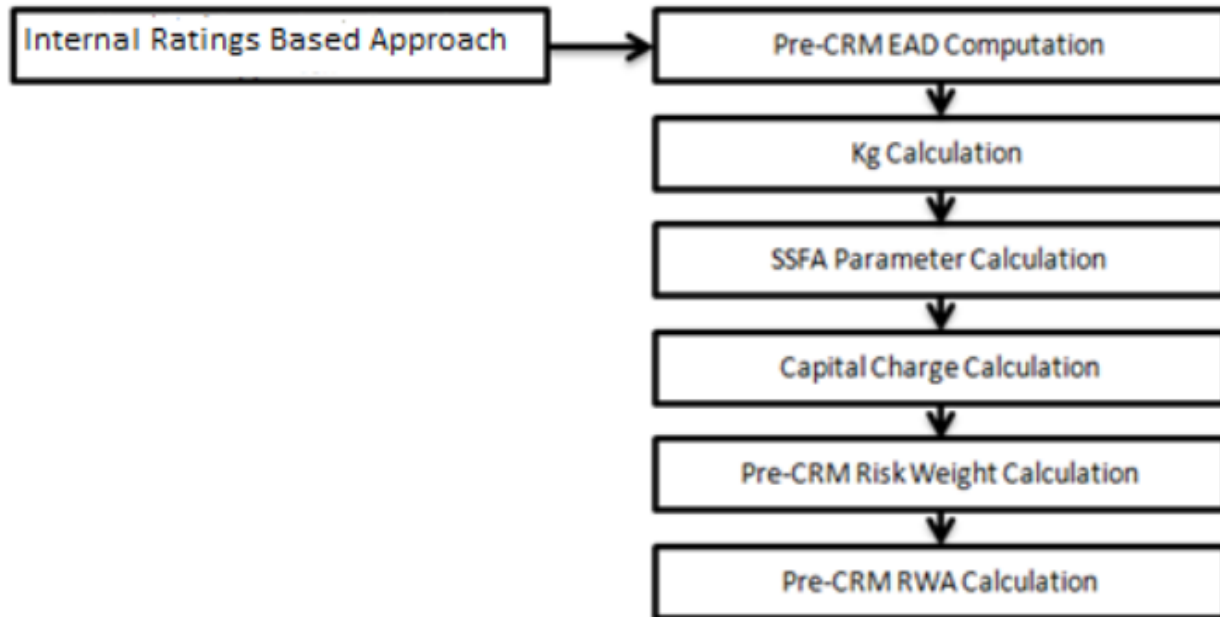 Internal Ratings Based Approach
Pre-CRM EAD Computation
Kg Calculation
SSFA Parameter Calculation
Capital Charge Calculation
Pre-CRM Risk Weight Calculation
Pre-CRM RWA Calculation